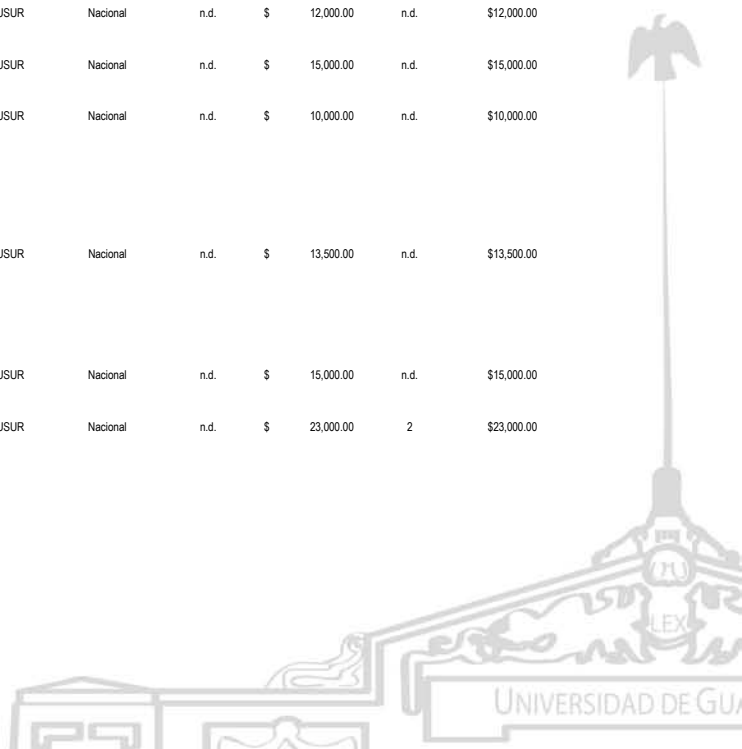 USUR Nacional n.d. $ 12,000.00 n.d. $12,000.00
USUR Nacional n.d. $ 15,000.00 n.d. $15,000.00
USUR Nacional n.d. $ 10,000.00 n.d. $10,000.00
USUR Nacional n.d. $ 13,500.00 n.d. $13,500.00
USUR Nacional n.d. $ 15,000.00 n.d. $15,000.00
USUR Nacional n.d. $ 23,000.00 2 $23,000.00
LEX
UNIVERSIDAD DE GUA